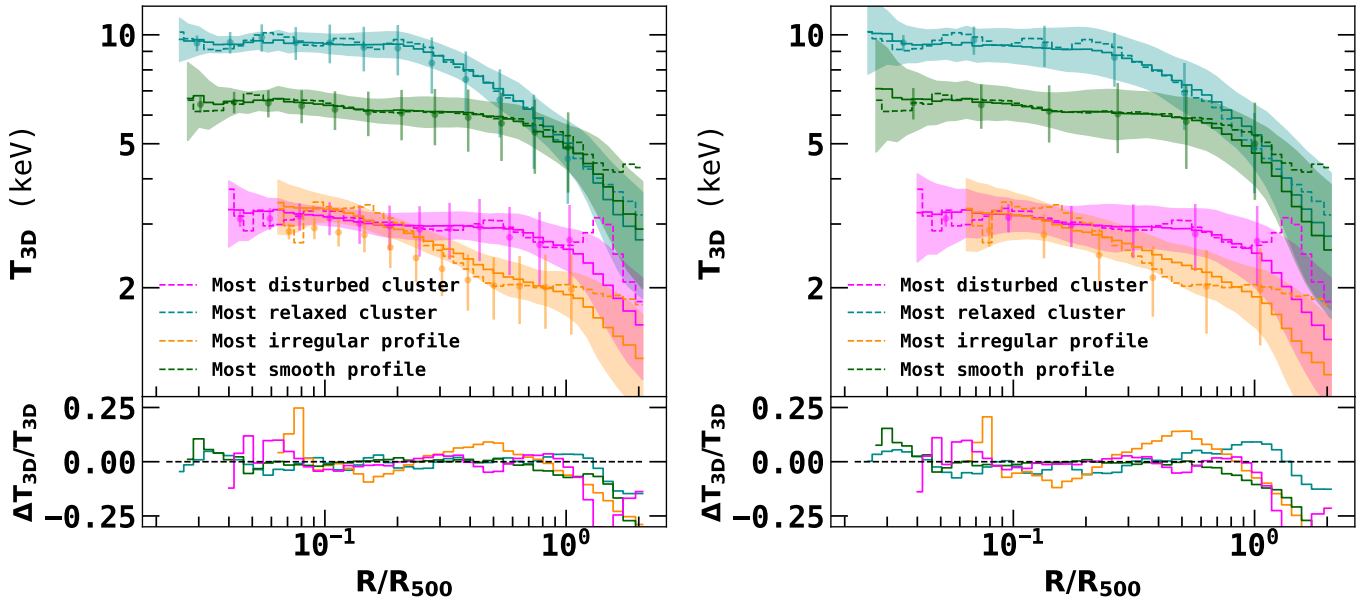 10
5
2
T3D (keV)
Most disturbed cluster
Most relaxed cluster
Most irregular profile
Most smooth profile
0.25
0.00
−0.25
ΔT3D/T3D
10⁻¹
10⁰
R/R500
10
5
2
T3D (keV)
Most disturbed cluster
Most relaxed cluster
Most irregular profile
Most smooth profile
0.25
0.00
−0.25
ΔT3D/T3D
10⁻¹
10⁰
R/R500